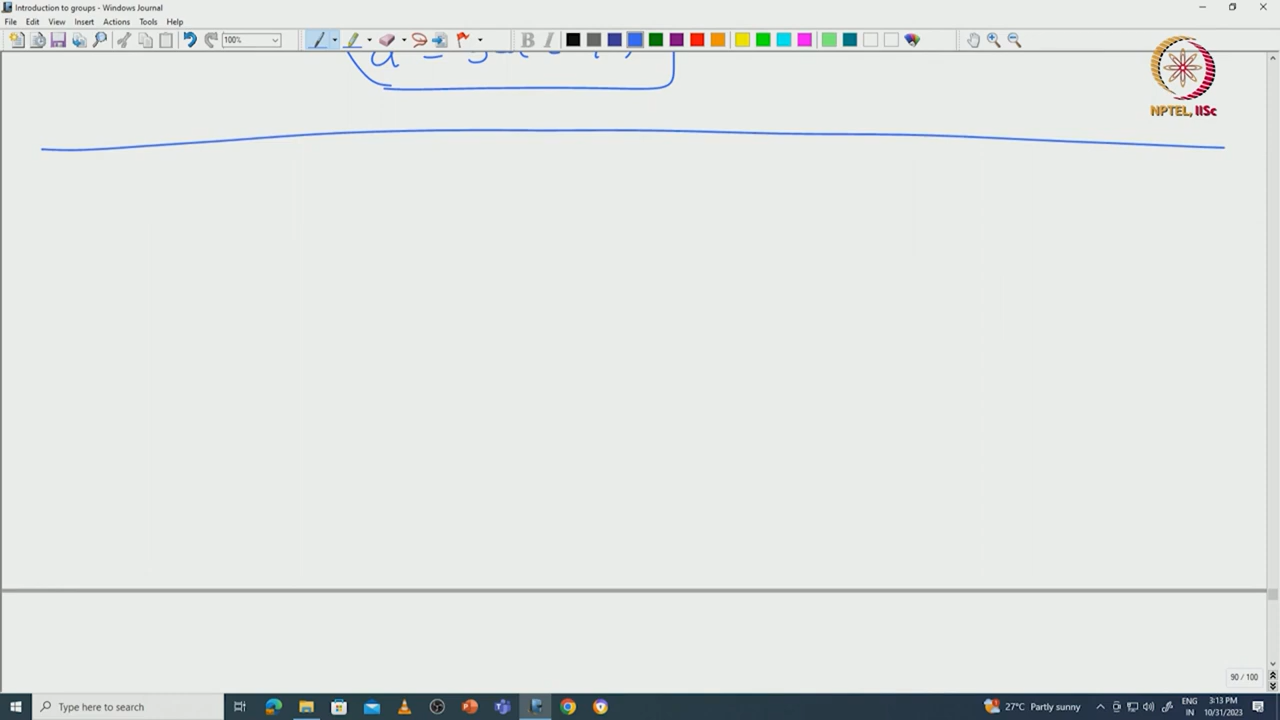 Introduction to groups - Windows Journal
File Edit View Insert Actions Tools Help
100%
B I
NPTEL, IISc
d =
90 / 100
Type here to search
27°C Partly sunny
ENG
IN
3:13 PM
10/31/2023